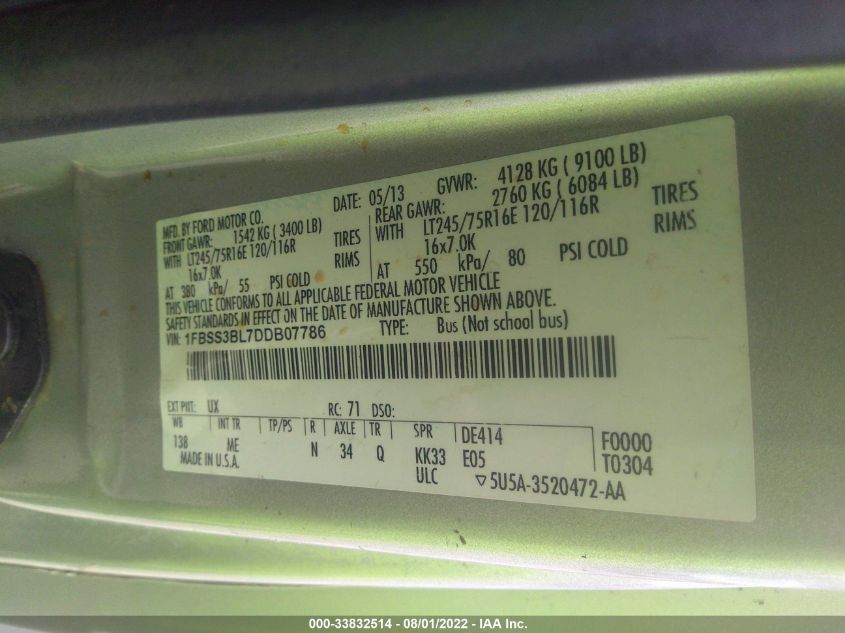 MFD. BY FORD MOTOR CO. DATE: 05/13 GVWR: 4128 KG ( 9100 LB)
FRONT GAWR: 1542 KG ( 3400 LB) REAR GAWR: 2760 KG ( 6084 LB)
WITH LT245/75R16E 120/116R TIRES WITH LT245/75R16E 120/116R TIRES
16x7.0K RIMS 16x7.0K RIMS
AT 380 kPa/ 55 PSI COLD AT 550 kPa/ 80 PSI COLD
THIS VEHICLE CONFORMS TO ALL APPLICABLE FEDERAL MOTOR VEHICLE
SAFETY STANDARDS IN EFFECT ON THE DATE OF MANUFACTURE SHOWN ABOVE.
VIN: 1FBSS3BL7DDB07786 TYPE: Bus (Not school bus)
EXT PNT: UX RC: 71 DSO:
WB INT TR TP/PS R AXLE TR SPR DE414 F0000
138 ME N 34 Q KK33 E05 T0304
MADE IN U.S.A. ULC ▽5U5A-3520472-AA
000-33832514 - 08/01/2022 - IAA Inc.